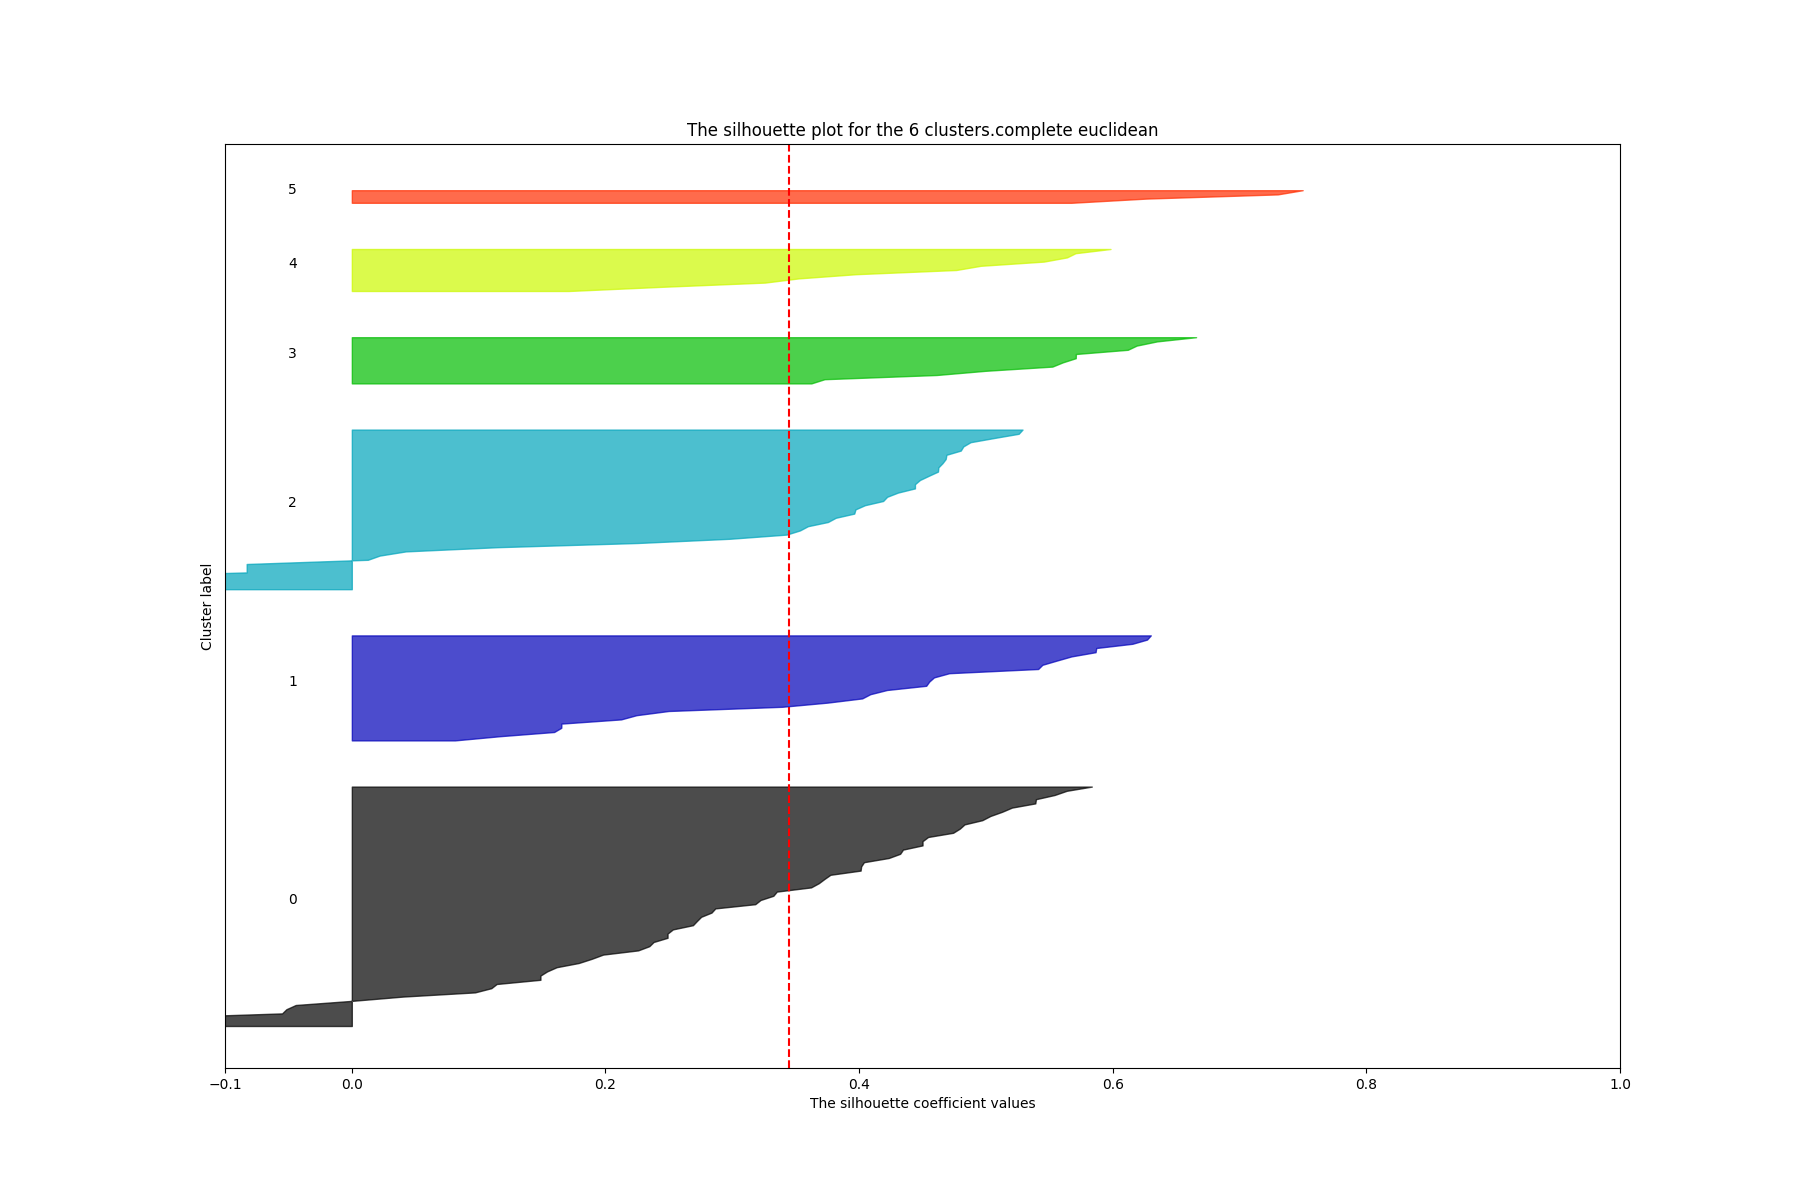 The silhouette plot for the 6 clusters.complete euclidean
5
4
3
2
1
0
Cluster label
−0.1 0.0 0.2 0.4 0.6 0.8 1.0
The silhouette coefficient values